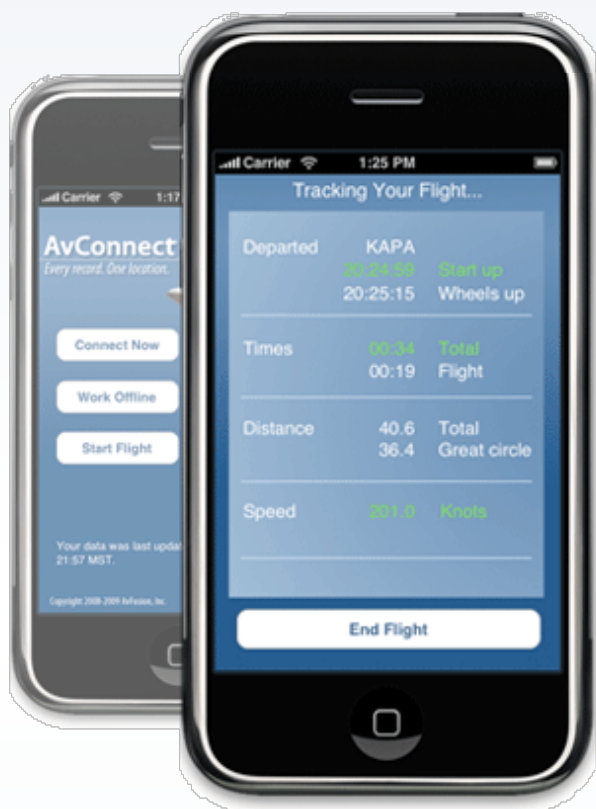 Carrier 1:17
AvConnect
Every record. One location.
Connect Now
Work Offline
Start Flight
Your data was last
21:57 MST.
Copyright 2008-2009 AvFusion, Inc.
Carrier 1:25 PM
Tracking Your Flight...
Departed KAPA
20:24:59 Start up
20:25:15 Wheels up
Times 00:34 Total
00:19 Flight
Distance 40.6 Total
36.4 Great circle
Speed 201.0 Knots
End Flight